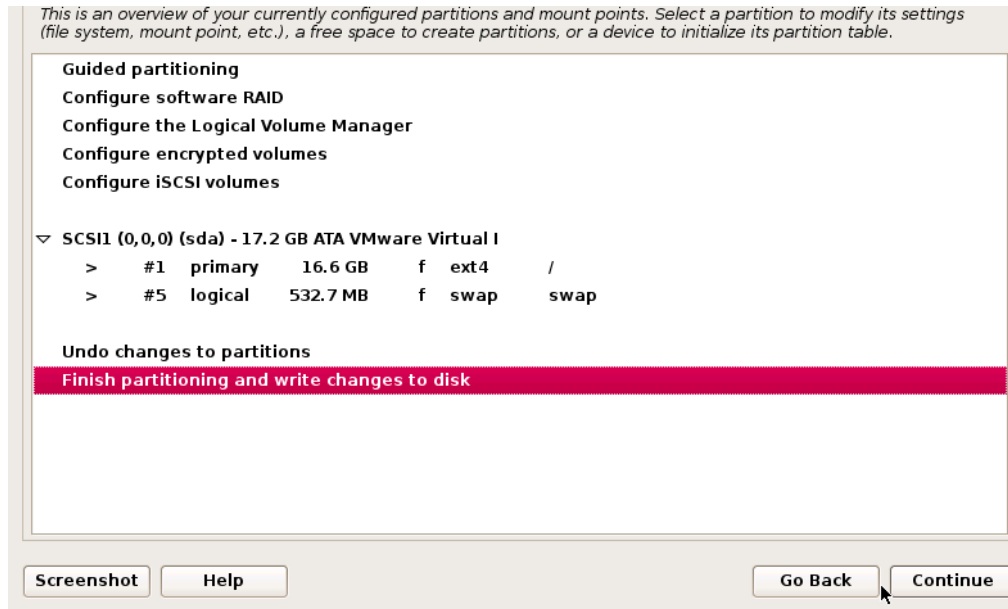 This is an overview of your currently configured partitions and mount points. Select a partition to modify its settings
(file system, mount point, etc.), a free space to create partitions, or a device to initialize its partition table.
Guided partitioning
Configure software RAID
Configure the Logical Volume Manager
Configure encrypted volumes
Configure iSCSI volumes
SCSI1 (0,0,0) (sda) - 17.2 GB ATA VMware Virtual I
> #1 primary 16.6 GB f ext4 /
> #5 logical 532.7 MB f swap swap
Undo changes to partitions
Finish partitioning and write changes to disk
Screenshot Help Go Back Continue